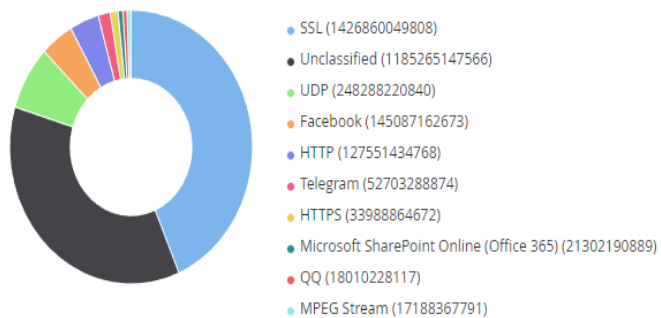 SSL (1426860049808)
Unclassified (1185265147566)
UDP (248288220840)
Facebook (145087162673)
HTTP (127551434768)
Telegram (52703288874)
HTTPS (33988864672)
Microsoft SharePoint Online (Office 365) (21302190889)
QQ (18010228117)
MPEG Stream (17188367791)